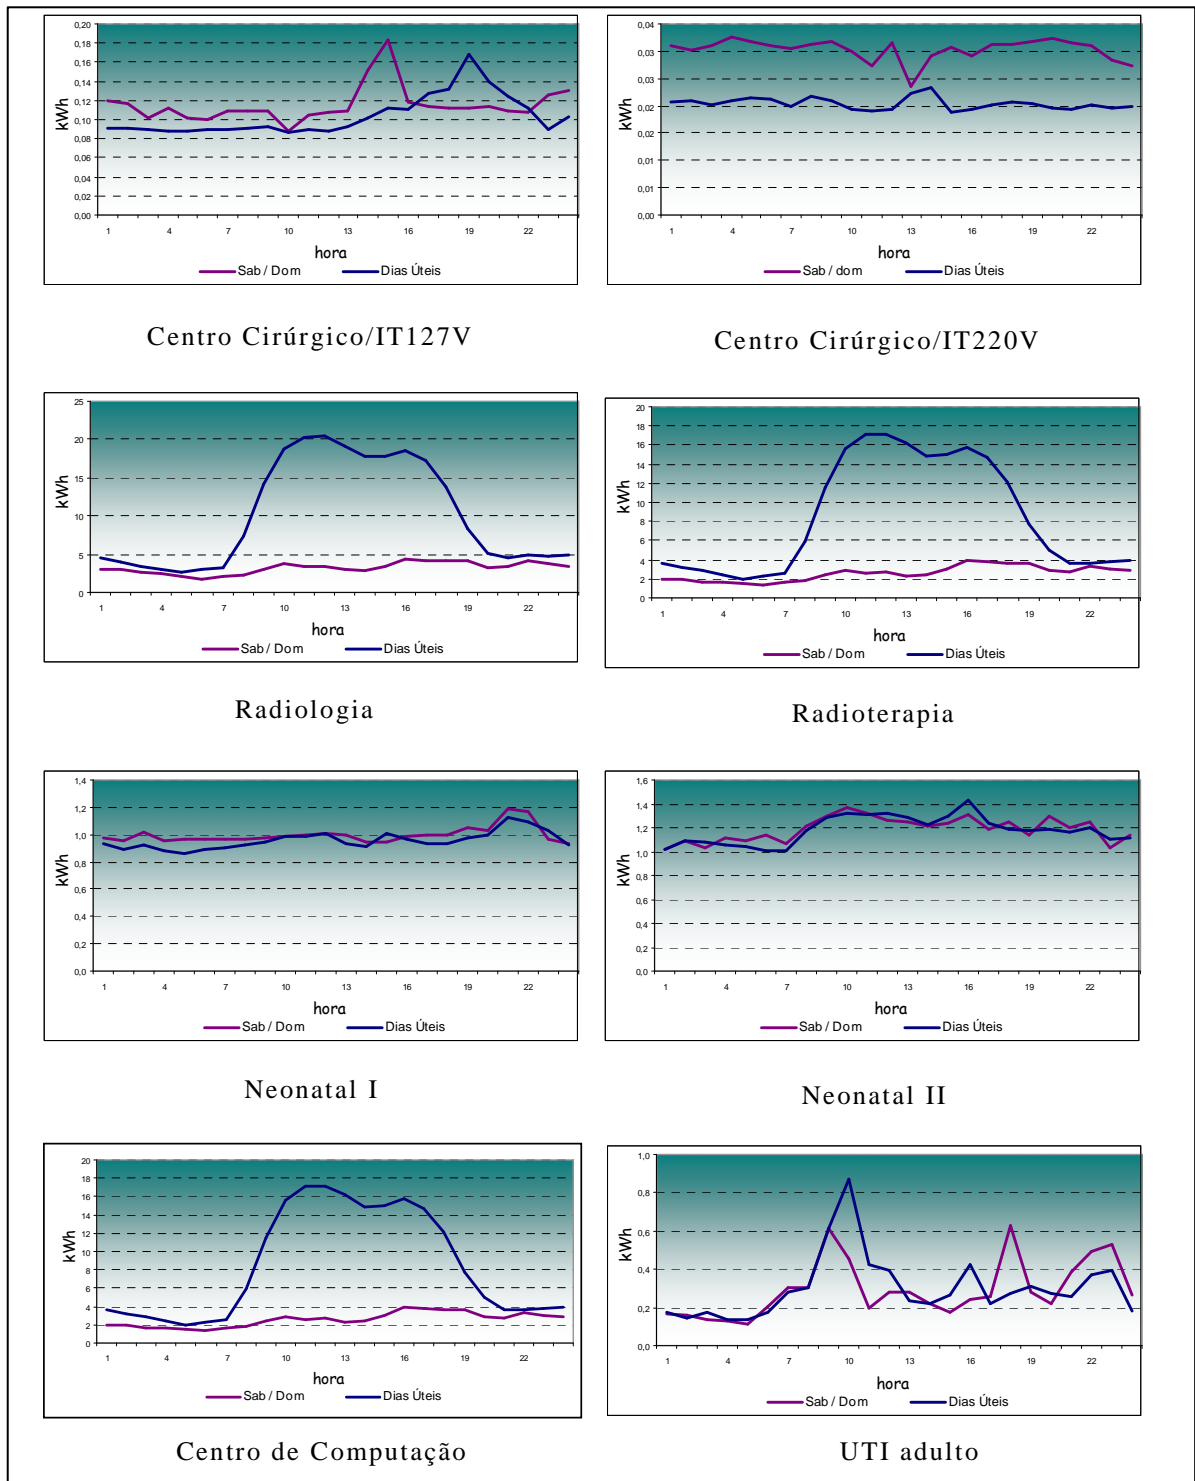 0,20
0,18
0,16
0,14
0,12
0,10
0,08
0,06
0,04
0,02
0,00
kWh
1 4 7 10 13 16 19 22
hora
Sab / Dom Dias Úteis
Centro Cirúrgico/IT127V
0,04
0,03
0,03
0,02
0,02
0,01
0,01
0,00
kWh
1 4 7 10 13 16 19 22
hora
Sab / dom Dias Úteis
Centro Cirúrgico/IT220V
25
20
15
10
5
0
kWh
1 4 7 10 13 16 19 22
hora
Sab / Dom Dias Úteis
Radiologia
20
18
16
14
12
10
8
6
4
2
0
kWh
1 4 7 10 13 16 19 22
hora
Sab / Dom Dias Úteis
Radioterapia
1,4
1,2
1,0
0,8
0,6
0,4
0,2
0,0
kWh
1 4 7 10 13 16 19 22
hora
Sab / Dom Dias Úteis
Neonatal I
1,6
1,4
1,2
1,0
0,8
0,6
0,4
0,2
0,0
kWh
1 4 7 10 13 16 19 22
hora
Sab / Dom Dias Úteis
Neonatal II
20
18
16
14
12
10
8
6
4
2
0
kWh
1 4 7 10 13 16 19 22
hora
Sab / Dom Dias Úteis
Centro de Computação
1,0
0,8
0,6
0,4
0,2
0,0
kWh
1 4 7 10 13 16 19 22
hora
Sab / Dom Dias Úteis
UTI adulto